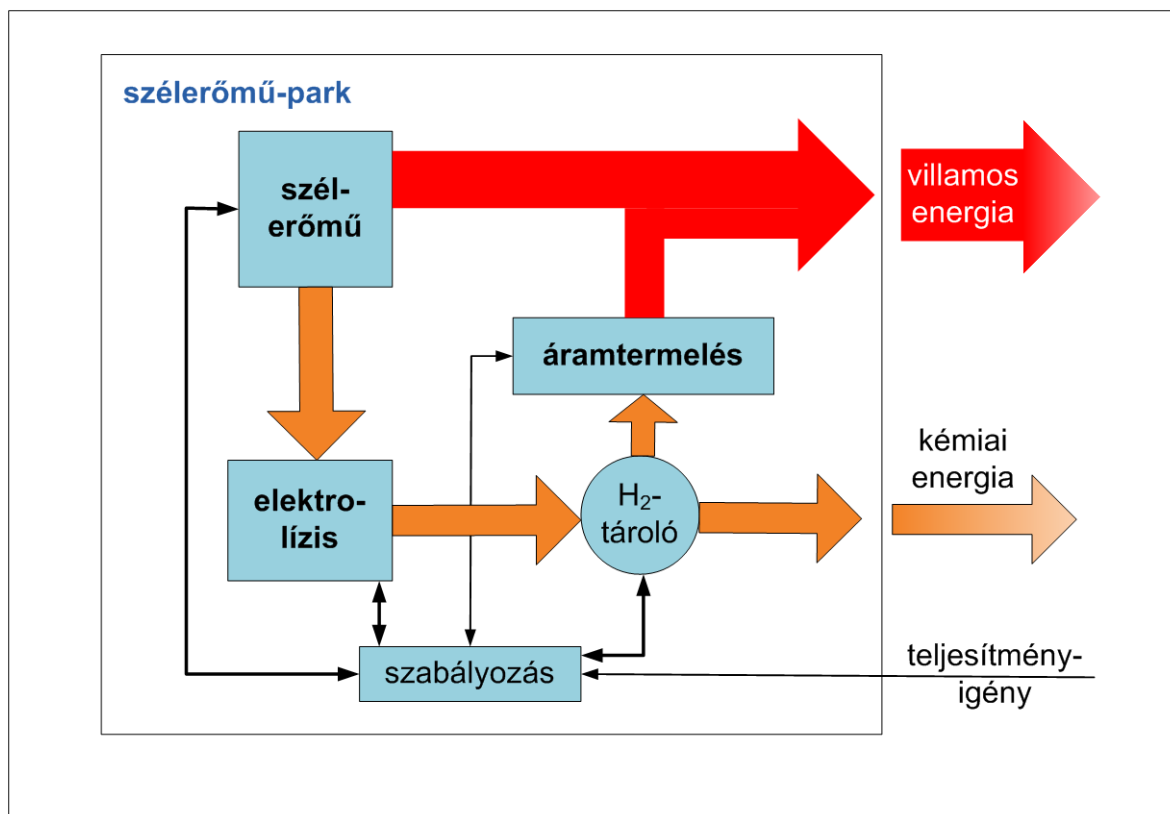 szélerőmű-park
szél-
erőmű
villamos
energia
áramtermelés
kémiai
energia
elektro-
lízis
H₂-
tároló
szabályozás
teljesítmény-
igény